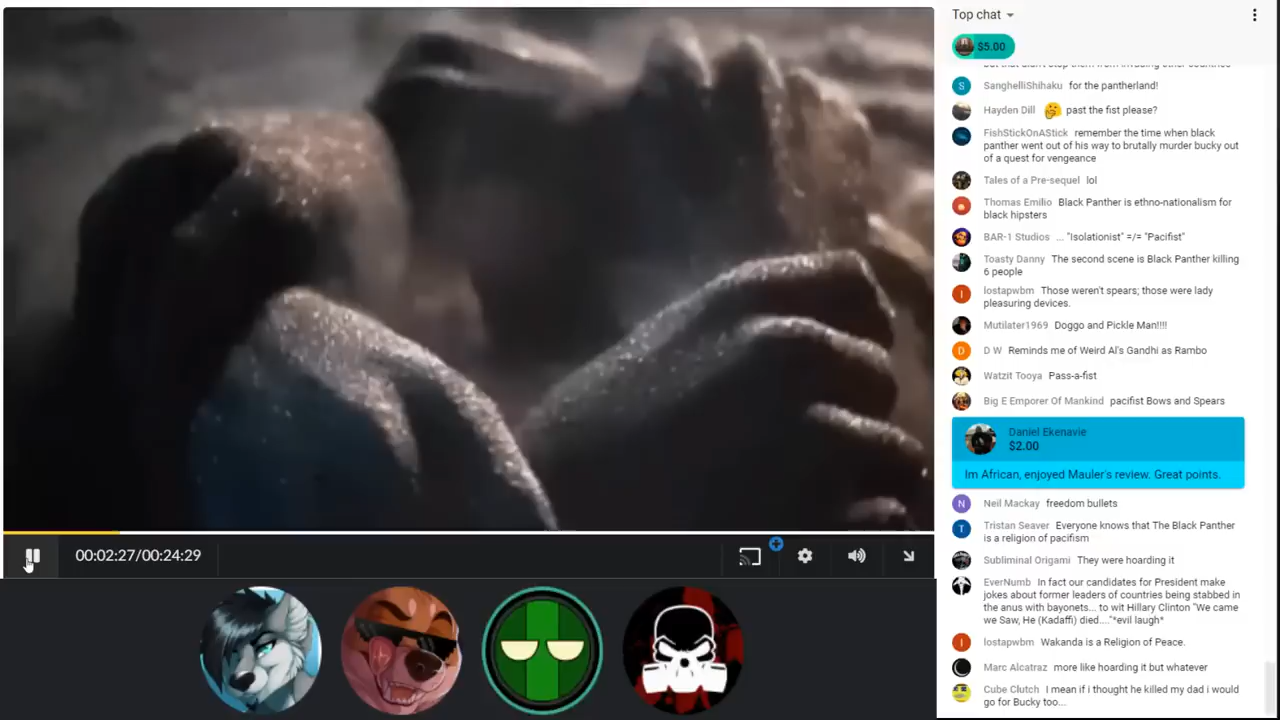 Top chat
$5.00
but that didn't stop them from invading other countries
SanghelliShihaku for the pantherland!
Hayden Dill past the fist please?
FishStickOnAStick remember the time when black
panther went out of his way to brutally murder bucky out
of a quest for vengeance
Tales of a Pre-sequel lol
Thomas Emilio Black Panther is ethno-nationalism for
black hipsters
BAR-1 Studios ... "Isolationist" =/= "Pacifist"
Toasty Danny The second scene is Black Panther killing
6 people
lostapwbm Those weren't spears; those were lady
pleasuring devices.
Mutilater1969 Doggo and Pickle Man!!!!
D W Reminds me of Weird Al's Gandhi as Rambo
Watzit Tooya Pass-a-fist
Big E Emporer Of Mankind pacifist Bows and Spears
Daniel Ekenavie
$2.00
Im African, enjoyed Mauler's review. Great points.
Neil Mackay freedom bullets
Tristan Seaver Everyone knows that The Black Panther
is a religion of pacifism
Subliminal Origami They were hoarding it
EverNumb In fact our candidates for President make
jokes about former leaders of countries being stabbed in
the anus with bayonets... to wit Hillary Clinton "We came
we Saw, He (Kadaffi) died...."*evil laugh*
lostapwbm Wakanda is a Religion of Peace.
Marc Alcatraz more like hoarding it but whatever
Cube Clutch I mean if i thought he killed my dad i would
go for Bucky too...
00:02:27/00:24:29